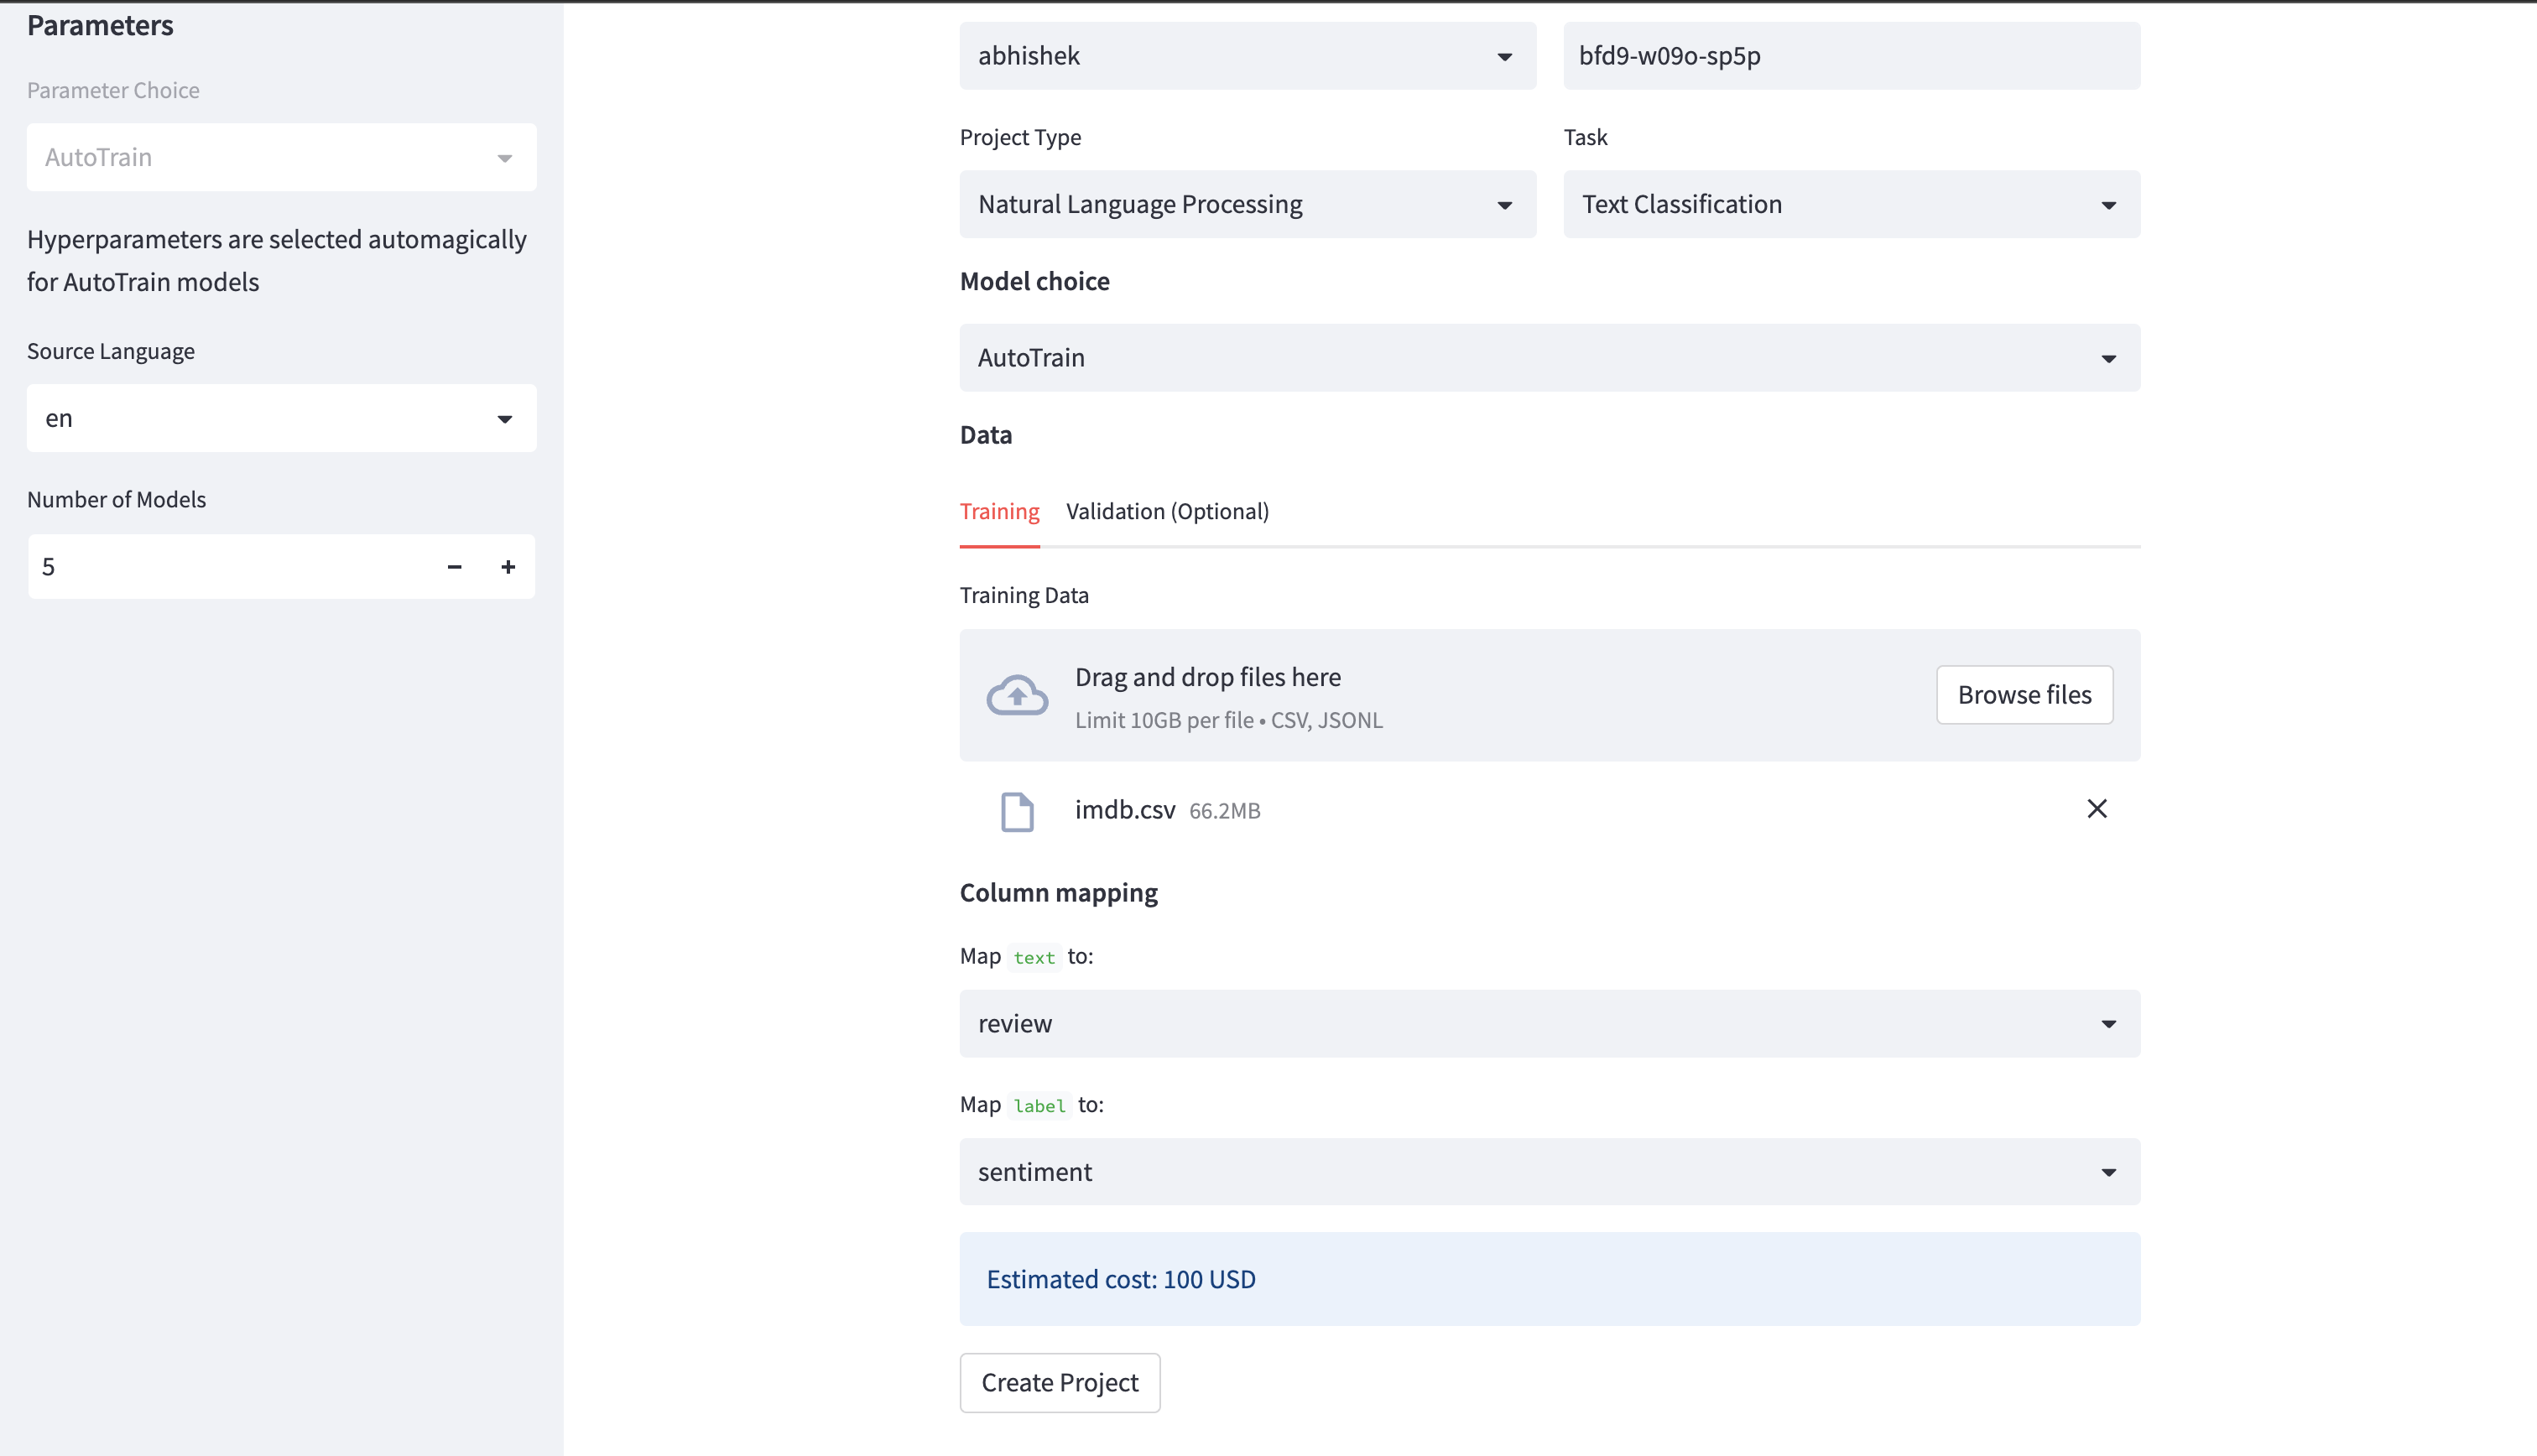 Parameters
Parameter Choice
AutoTrain
Hyperparameters are selected automagically
for AutoTrain models
Source Language
en
Number of Models
5
abhishek
bfd9-w09o-sp5p
Project Type
Task
Natural Language Processing
Text Classification
Model choice
AutoTrain
Data
Training
Validation (Optional)
Training Data
Drag and drop files here
Limit 10GB per file • CSV, JSONL
Browse files
imdb.csv 66.2MB
Column mapping
Map text to:
review
Map label to:
sentiment
Estimated cost: 100 USD
Create Project